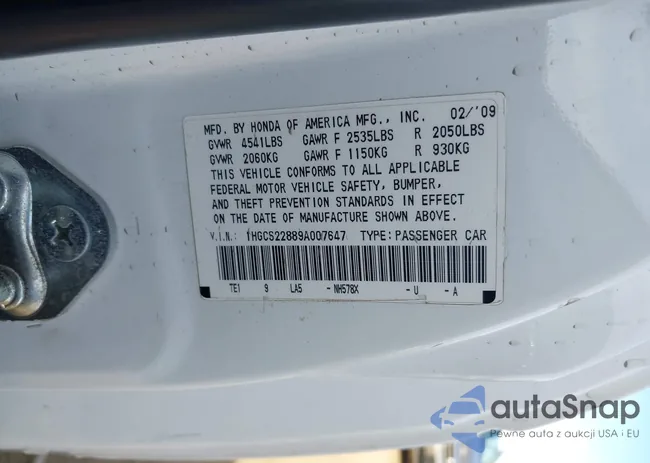 MFD. BY HONDA OF AMERICA MFG., INC. 02/'09
GVWR 4541LBS GAWR F 2535LBS R 2050LBS
GVWR 2060KG GAWR F 1150KG R 930KG
THIS VEHICLE CONFORMS TO ALL APPLICABLE
FEDERAL MOTOR VEHICLE SAFETY, BUMPER,
AND THEFT PREVENTION STANDARDS IN EFFECT
ON THE DATE OF MANUFACTURE SHOWN ABOVE.
V.I.N.: 1HGCS22889A007647 TYPE: PASSENGER CAR
TE1 9 LA5 -NH578X -U -A
autoSnap
Pewne auta z aukcji USA i EU